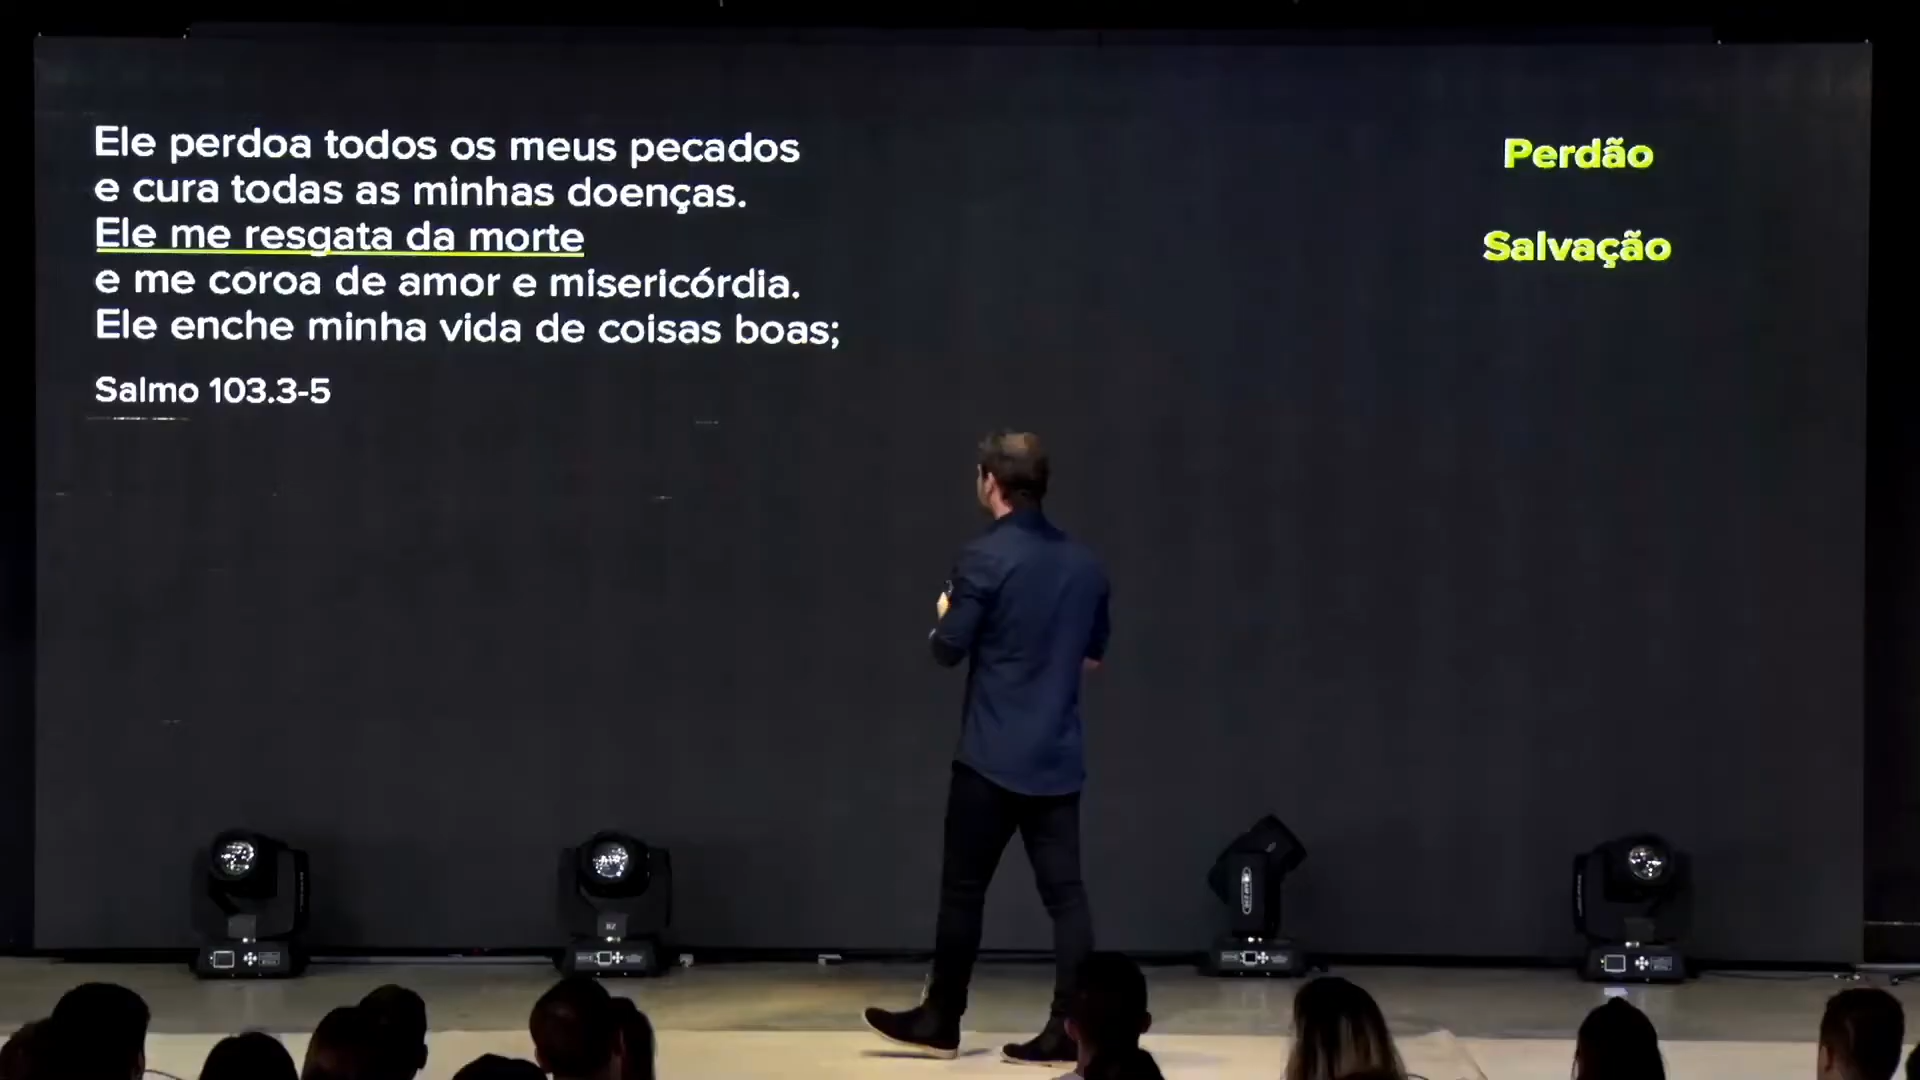 Ele perdoa todos os meus pecados
e cura todas as minhas doenças.
Ele me resgata da morte
e me coroa de amor e misericórdia.
Ele enche minha vida de coisas boas;
Salmo 103.3-5
Perdão
Salvação